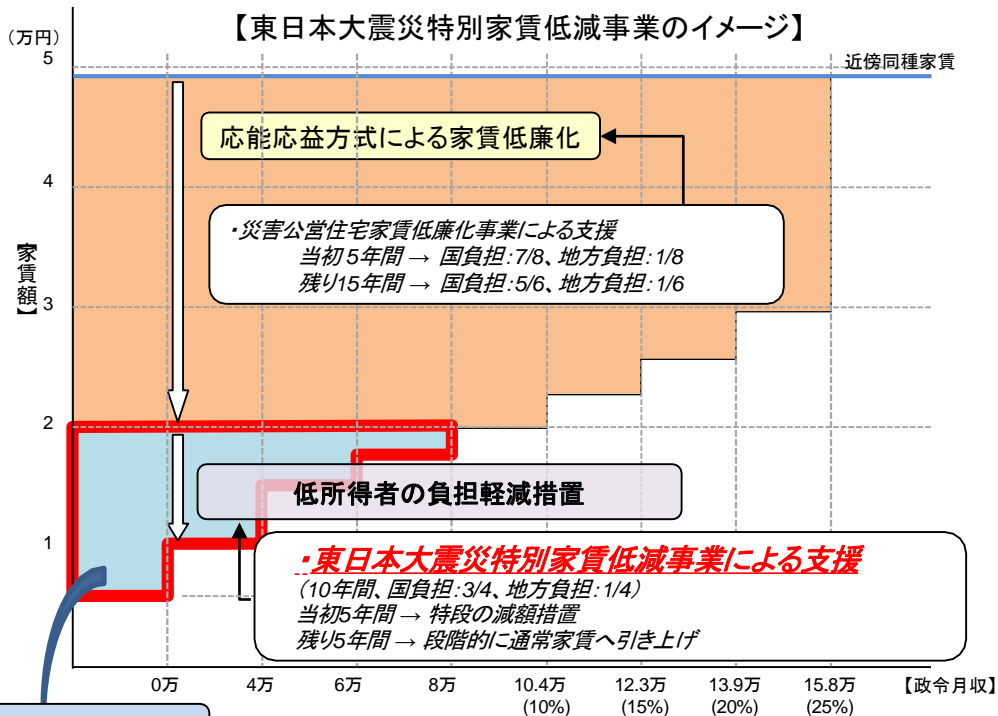 【東日本大震災特別家賃低減事業のイメージ】
(万円)
5
近傍同種家賃
応能応益方式による家賃低廉化
4
・災害公営住宅家賃低廉化事業による支援
当初 5年間 → 国負担:7/8、地方負担:1/8
残り15年間 → 国負担:5/6、地方負担:1/6
【家賃額】
3
2
低所得者の負担軽減措置
1
・東日本大震災特別家賃低減事業による支援
(10年間、国負担:3/4、地方負担:1/4)
当初5年間 → 特段の減額措置
残り5年間 → 段階的に通常家賃へ引き上げ
0万 4万 6万 8万 10.4万 12.3万 13.9万 15.8万 【政令月収】
(10%) (15%) (20%) (25%)